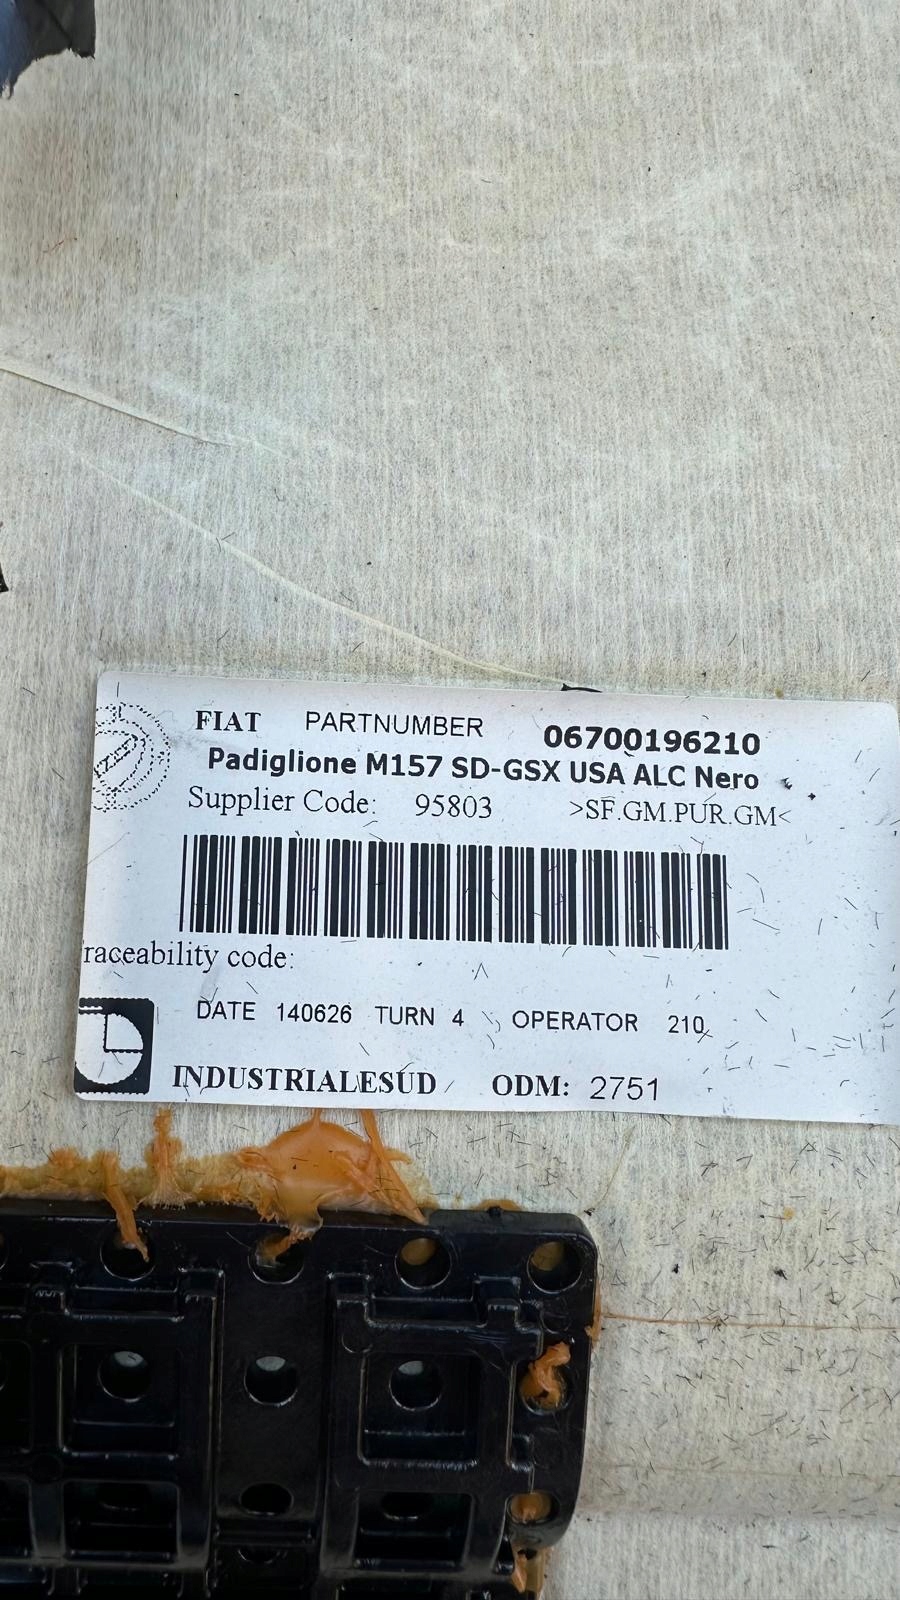 FIAT PARTNUMBER 06700196210
Padiglione M157 SD-GSX USA ALC Nero
Supplier Code: 95803 >SF.GM.PUR.GM<
raceability code:
DATE 140626 TURN 4 OPERATOR 210
INDUSTRIALESUD ODM: 2751